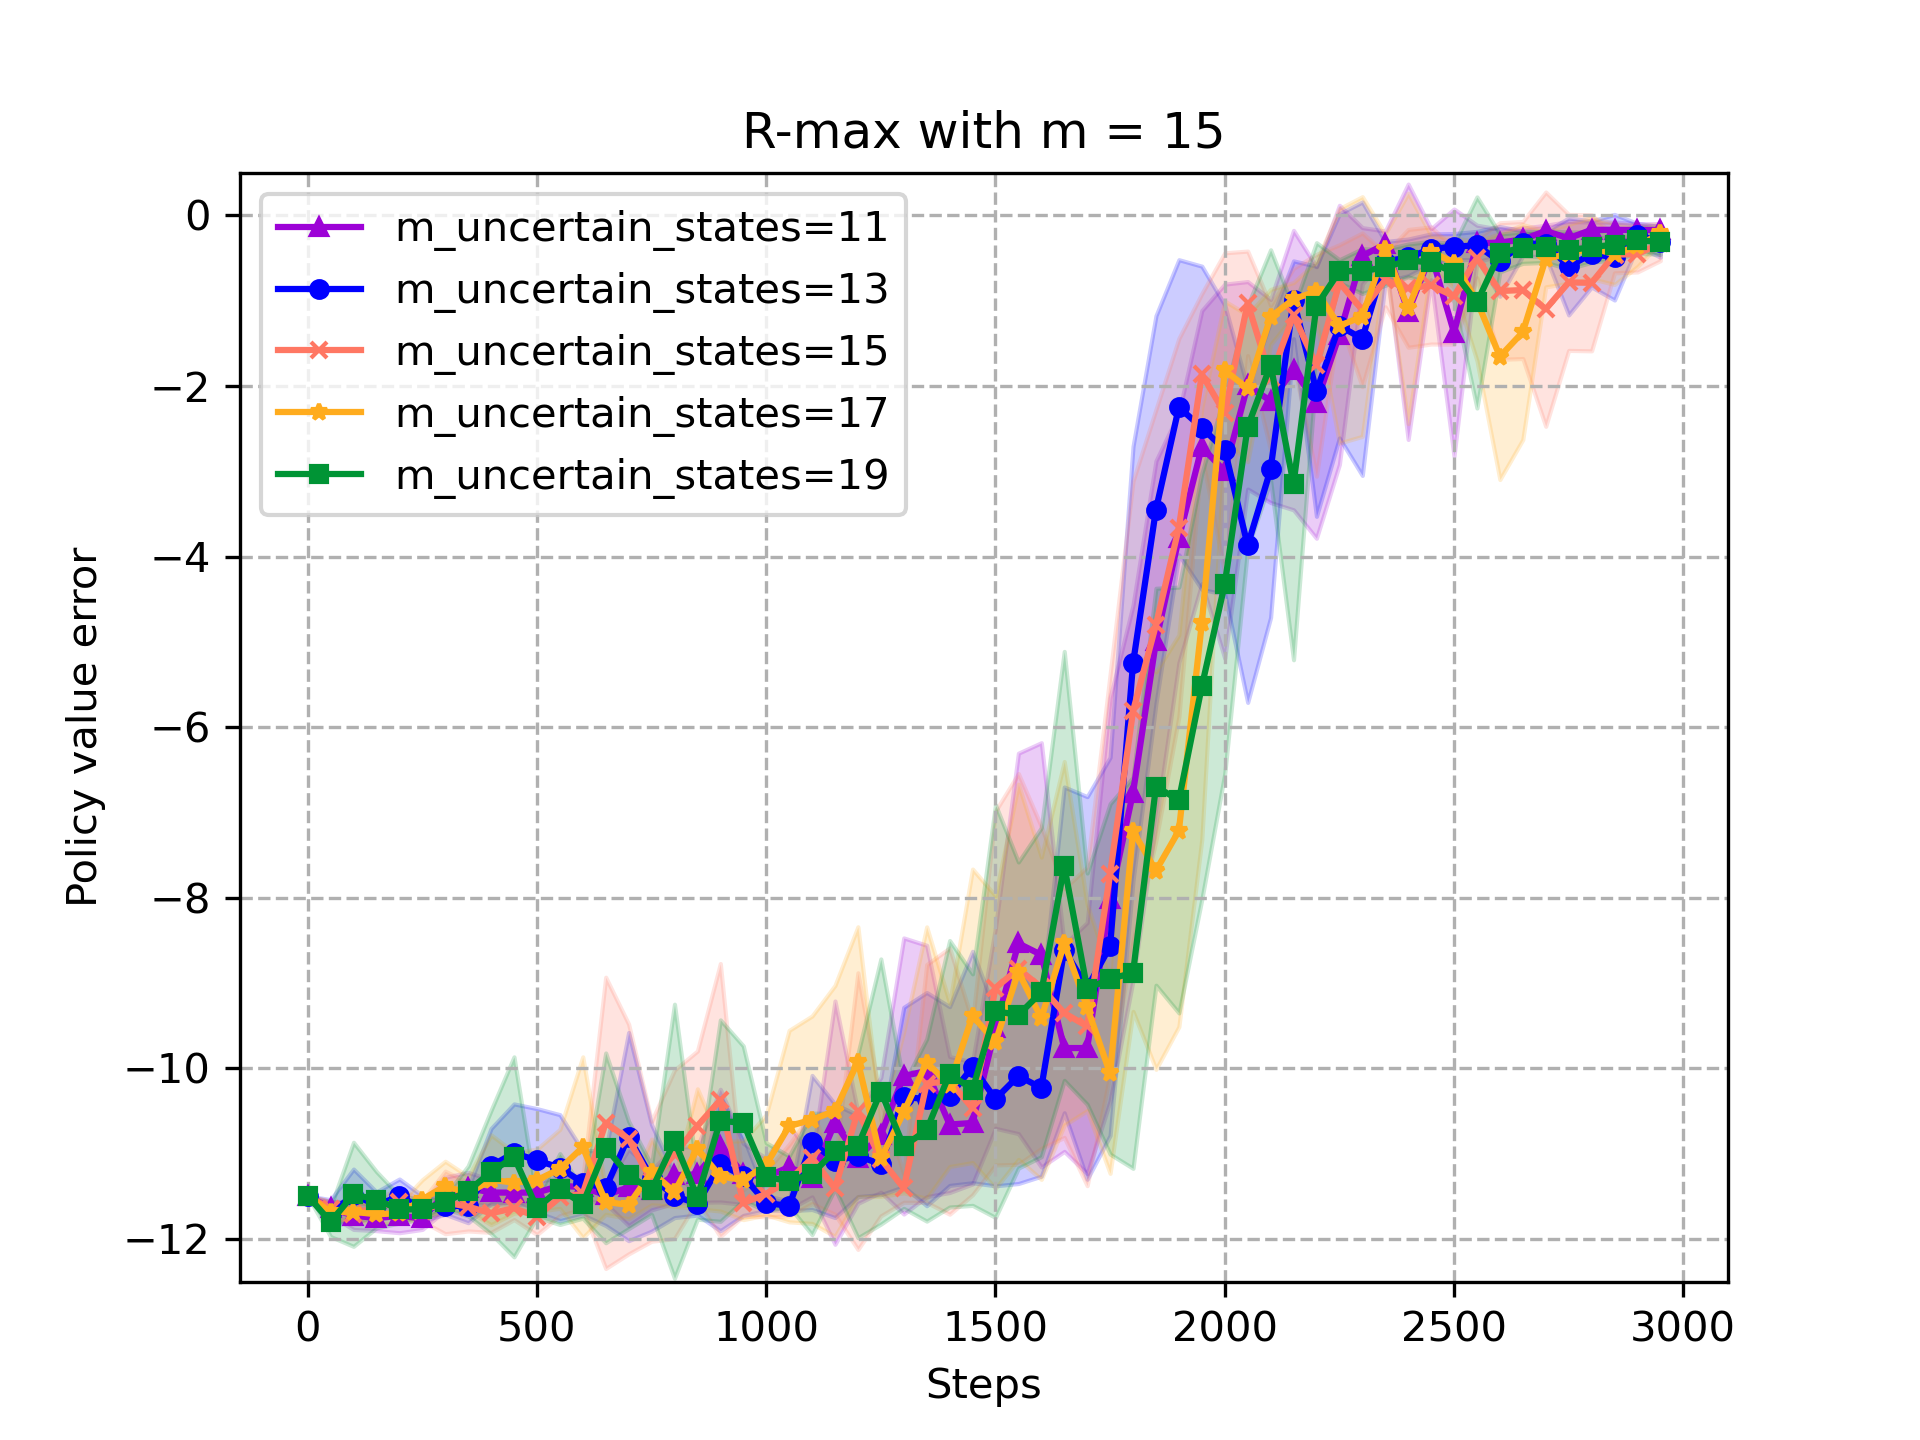 R-max with m = 15
m_uncertain_states=11
m_uncertain_states=13
m_uncertain_states=15
m_uncertain_states=17
m_uncertain_states=19
Policy value error
0
−2
−4
−6
−8
−10
−12
0 500 1000 1500 2000 2500 3000
Steps